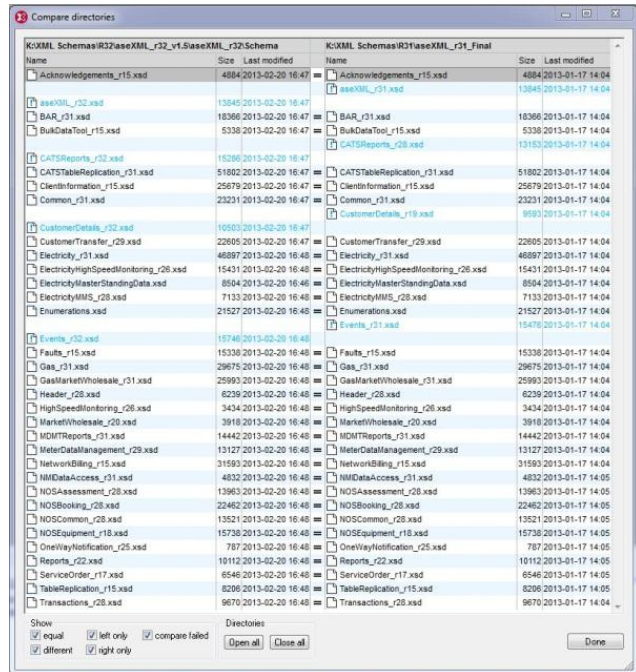 Compare directories
K:\XML Schemas\R32\aseXML_r32_v1.5\aseXML_r32\Schema K:\XML Schemas\R31\aseXML_r31_Final
Name Size Last modified Name Size Last modified
Acknowledgements_r15.xsd 4884 2013-02-20 16:47 = Acknowledgements_r15.xsd 4884 2013-01-17 14:04
aseXML_r31.xsd 13845 2013-01-17 14:04
aseXML_r32.xsd 13845 2013-02-20 16:47
BAR_r31.xsd 18366 2013-02-20 16:47 = BAR_r31.xsd 18366 2013-01-17 14:04
BulkDataTool_r15.xsd 5338 2013-02-20 16:47 = BulkDataTool_r15.xsd 5338 2013-01-17 14:04
CATSReports_r28.xsd 13153 2013-01-17 14:04
CATSReports_r32.xsd 15286 2013-02-20 16:47
CATSTableReplication_r31.xsd 51802 2013-02-20 16:47 = CATSTableReplication_r31.xsd 51802 2013-01-17 14:04
ClientInformation_r15.xsd 25679 2013-02-20 16:47 = ClientInformation_r15.xsd 25679 2013-01-17 14:04
Common_r31.xsd 23231 2013-02-20 16:47 = Common_r31.xsd 23231 2013-01-17 14:04
CustomerDetails_r19.xsd 9593 2013-01-17 14:04
CustomerDetails_r32.xsd 10503 2013-02-20 16:47
CustomerTransfer_r29.xsd 22605 2013-02-20 16:47 = CustomerTransfer_r29.xsd 22605 2013-01-17 14:04
Electricity_r31.xsd 46897 2013-02-20 16:48 = Electricity_r31.xsd 46897 2013-01-17 14:04
ElectricityHighSpeedMonitoring_r26.xsd 15431 2013-02-20 16:48 = ElectricityHighSpeedMonitoring_r26.xsd 15431 2013-01-17 14:04
ElectricityMasterStandingData.xsd 8504 2013-02-20 16:46 = ElectricityMasterStandingData.xsd 8504 2013-01-17 14:04
ElectricityMMS_r28.xsd 7133 2013-02-20 16:48 = ElectricityMMS_r28.xsd 7133 2013-01-17 14:04
Enumerations.xsd 21527 2013-02-20 16:48 = Enumerations.xsd 21527 2013-01-17 14:04
Events_r31.xsd 15476 2013-01-17 14:04
Events_r32.xsd 15746 2013-02-20 16:48
Faults_r15.xsd 15338 2013-02-20 16:48 = Faults_r15.xsd 15338 2013-01-17 14:04
Gas_r31.xsd 29675 2013-02-20 16:48 = Gas_r31.xsd 29675 2013-01-17 14:04
GasMarketWholesale_r31.xsd 25993 2013-02-20 16:48 = GasMarketWholesale_r31.xsd 25993 2013-01-17 14:04
Header_r28.xsd 6239 2013-02-20 16:48 = Header_r28.xsd 6239 2013-01-17 14:04
HighSpeedMonitoring_r26.xsd 3434 2013-02-20 16:48 = HighSpeedMonitoring_r26.xsd 3434 2013-01-17 14:04
MarketWholesale_r20.xsd 3918 2013-02-20 16:48 = MarketWholesale_r20.xsd 3918 2013-01-17 14:04
MDMTReports_r31.xsd 14442 2013-02-20 16:48 = MDMTReports_r31.xsd 14442 2013-01-17 14:04
MeterDataManagement_r29.xsd 13127 2013-02-20 16:48 = MeterDataManagement_r29.xsd 13127 2013-01-17 14:04
NetworkBilling_r15.xsd 31593 2013-02-20 16:48 = NetworkBilling_r15.xsd 31593 2013-01-17 14:04
NMIDataAccess_r31.xsd 4832 2013-02-20 16:48 = NMIDataAccess_r31.xsd 4832 2013-01-17 14:05
NOSAssessment_r28.xsd 13963 2013-02-20 16:48 = NOSAssessment_r28.xsd 13963 2013-01-17 14:05
NOSBooking_r28.xsd 22462 2013-02-20 16:48 = NOSBooking_r28.xsd 22462 2013-01-17 14:05
NOSCommon_r28.xsd 13521 2013-02-20 16:48 = NOSCommon_r28.xsd 13521 2013-01-17 14:05
NOSEquipment_r18.xsd 15738 2013-02-20 16:48 = NOSEquipment_r18.xsd 15738 2013-01-17 14:05
OneWayNotification_r25.xsd 787 2013-02-20 16:48 = OneWayNotification_r25.xsd 787 2013-01-17 14:05
Reports_r22.xsd 10112 2013-02-20 16:48 = Reports_r22.xsd 10112 2013-01-17 14:05
ServiceOrder_r17.xsd 6546 2013-02-20 16:48 = ServiceOrder_r17.xsd 6546 2013-01-17 14:05
TableReplication_r15.xsd 8206 2013-02-20 16:48 = TableReplication_r15.xsd 8206 2013-01-17 14:05
Transactions_r28.xsd 9670 2013-02-20 16:48 = Transactions_r28.xsd 9670 2013-01-17 14:04
Show Directories
equal left only compare failed Open all Close all Done
different right only